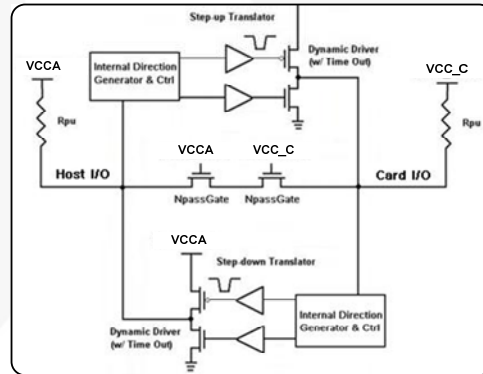 Step-up Translator
Dynamic Driver
(w/ Time Out)
Internal Direction
Generator & Ctrl
VCCA
VCC_C
Rpu
Rpu
VCCA
VCC_C
Host I/O
Card I/O
NpassGate
NpassGate
VCCA
Step-down Translator
Internal Direction
Generator & Ctrl
Dynamic Driver
(w/ Time Out)